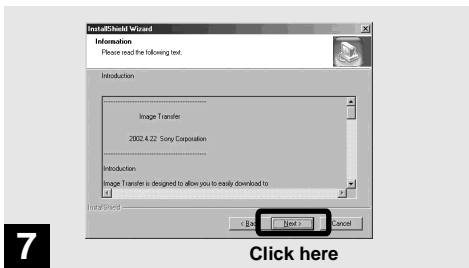 InstallShield Wizard
Information
Please read the following text.
Introduction
Image Transfer
2002.4.22 Sony Corporation
Introduction
Image Transfer is designed to allow you to easily download to
InstallShield
< Bac Next > Cancel
7
Click here